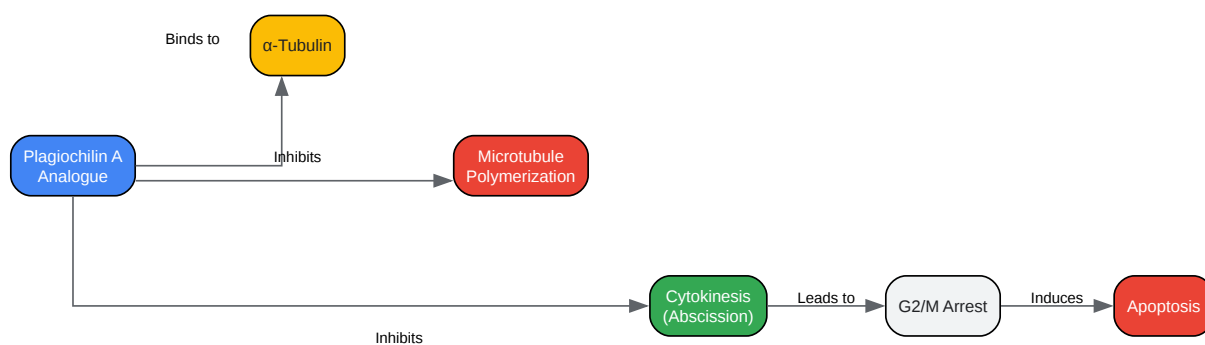 Binds to
α-Tubulin
Plagiochilin A
Analogue
Inhibits
Microtubule
Polymerization
Cytokinesis
(Abscission)
Leads to
G2/M Arrest
Induces
Apoptosis
Inhibits